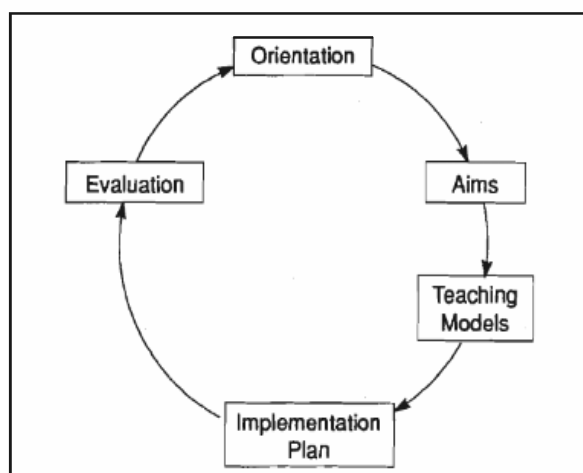 Orientation
Evaluation
Aims
Teaching
Models
Implementation
Plan